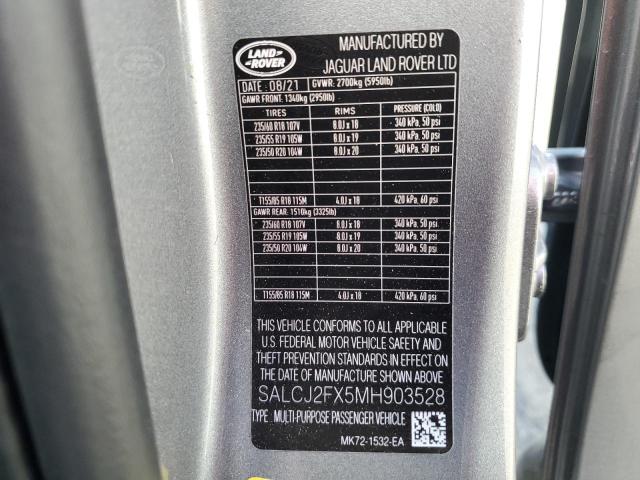 LAND ROVER
MANUFACTURED BY
JAGUAR LAND ROVER LTD
DATE 08/21 GVWR: 2700kg (5950lb)
GAWR FRONT: 1340kg (2950lb)
TIRES RIMS PRESSURE (COLD)
235/60 R18 107V 8.0J x 18 340 kPa, 50 psi
235/55 R19 105W 8.0J x 19 340 kPa, 50 psi
235/50 R20 104W 8.0J x 20 340 kPa, 50 psi
T155/85 R18 115M 4.0J x 18 420 kPa, 60 psi
GAWR REAR: 1510kg (3325lb)
235/60 R18 107V 8.0J x 18 340 kPa, 50 psi
235/55 R19 105W 8.0J x 19 340 kPa, 50 psi
235/50 R20 104W 8.0J x 20 340 kPa, 50 psi
T155/85 R18 115M 4.0J x 18 420 kPa, 60 psi
THIS VEHICLE CONFORMS TO ALL APPLICABLE
U.S. FEDERAL MOTOR VEHICLE SAFETY AND
THEFT PREVENTION STANDARDS IN EFFECT ON
THE DATE OF MANUFACTURE SHOWN ABOVE
SALCJ2FX5MH903528
TYPE: MULTI-PURPOSE PASSENGER VEHICLE
MK72-1532-EA